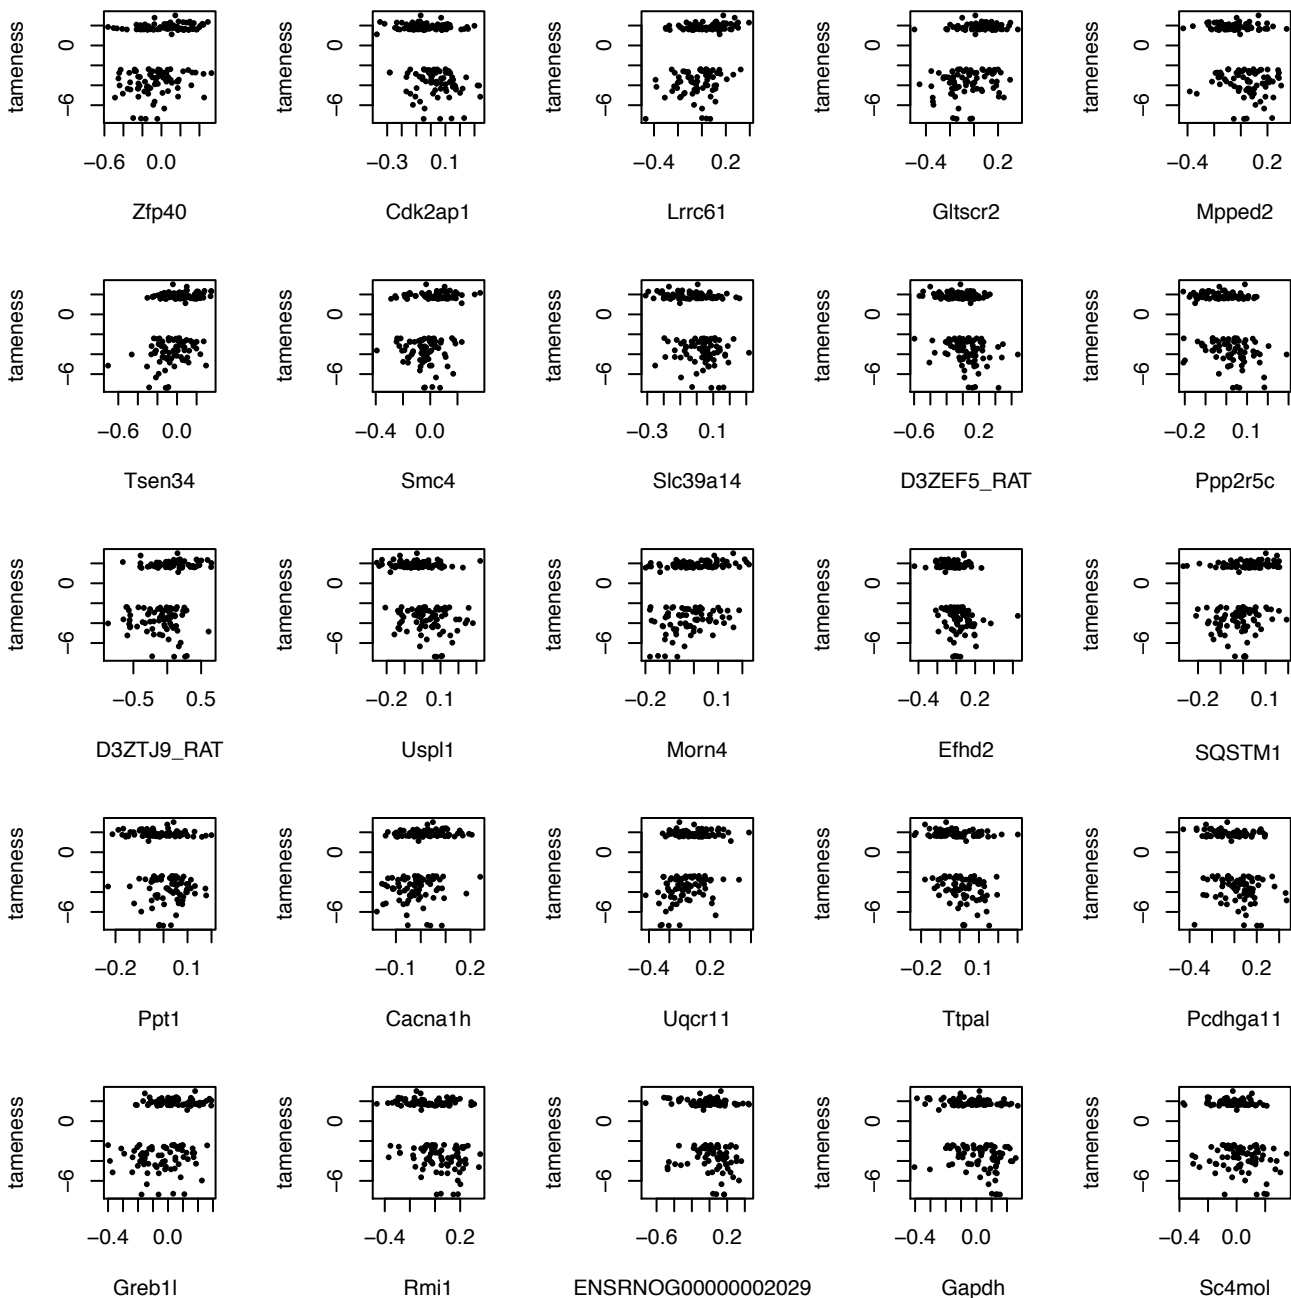 tameness 0 −6 −0.6 0.0 Zfp40
tameness 0 −6 −0.3 0.1 Cdk2ap1
tameness 0 −6 −0.4 0.2 Lrrc61
tameness 0 −6 −0.4 0.2 Gltscr2
tameness 0 −6 −0.4 0.2 Mpped2
tameness 0 −6 −0.6 0.0 Tsen34
tameness 0 −6 −0.4 0.0 Smc4
tameness 0 −6 −0.3 0.1 Slc39a14
tameness 0 −6 −0.6 0.2 D3ZEF5_RAT
tameness 0 −6 −0.2 0.1 Ppp2r5c
tameness 0 −6 −0.5 0.5 D3ZTJ9_RAT
tameness 0 −6 −0.2 0.1 Uspl1
tameness 0 −6 −0.2 0.1 Morn4
tameness 0 −6 −0.4 0.2 Efhd2
tameness 0 −6 −0.2 0.1 SQSTM1
tameness 0 −6 −0.2 0.1 Ppt1
tameness 0 −6 −0.1 0.2 Cacna1h
tameness 0 −6 −0.4 0.2 Uqcr11
tameness 0 −6 −0.2 0.1 Ttpal
tameness 0 −6 −0.4 0.2 Pcdhga11
tameness 0 −6 −0.4 0.0 Greb1l
tameness 0 −6 −0.4 0.2 Rmi1
tameness 0 −6 −0.6 0.2 ENSRNOG00000002029
tameness 0 −6 −0.4 0.0 Gapdh
tameness 0 −6 −0.4 0.0 Sc4mol